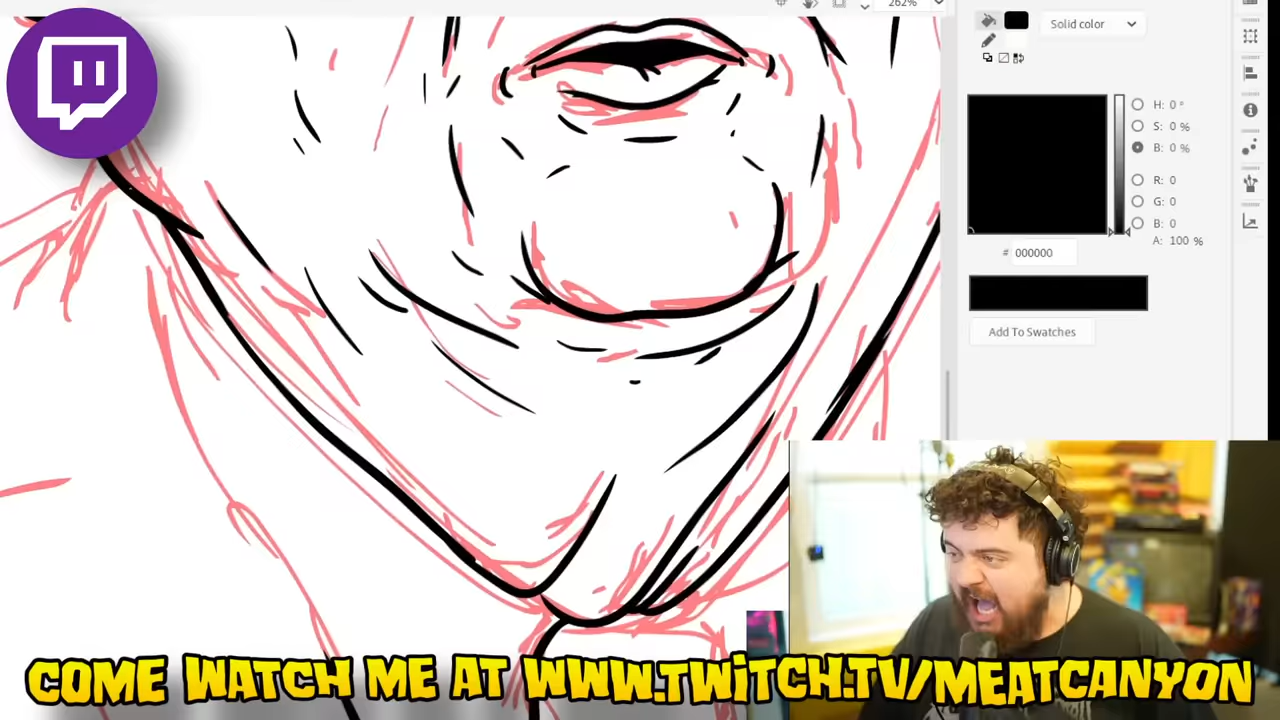 262%
Solid color
H: 0 °
S: 0 %
B: 0 %
R: 0
G: 0
B: 0
A: 100 %
# 000000
Add To Swatches
COME WATCH ME AT WWW.TWITCH.TV/MEATCANYON